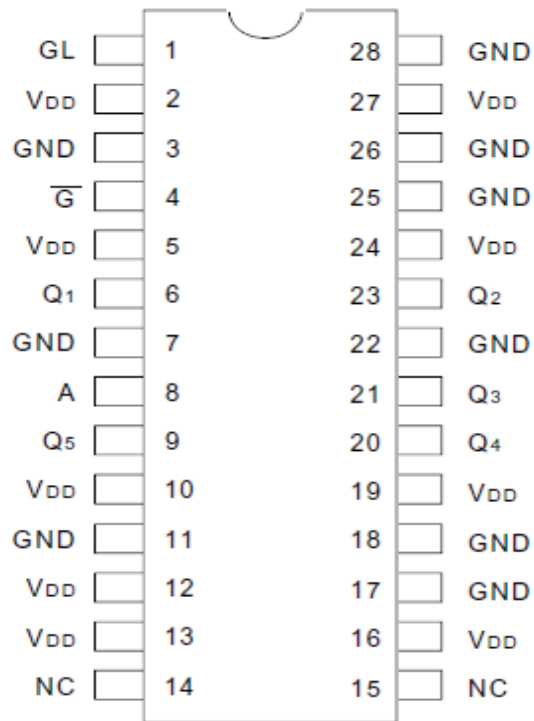 GL 1 28 GND
VDD 2 27 VDD
GND 3 26 GND
G̅ 4 25 GND
VDD 5 24 VDD
Q1 6 23 Q2
GND 7 22 GND
A 8 21 Q3
Q5 9 20 Q4
VDD 10 19 VDD
GND 11 18 GND
VDD 12 17 GND
VDD 13 16 VDD
NC 14 15 NC